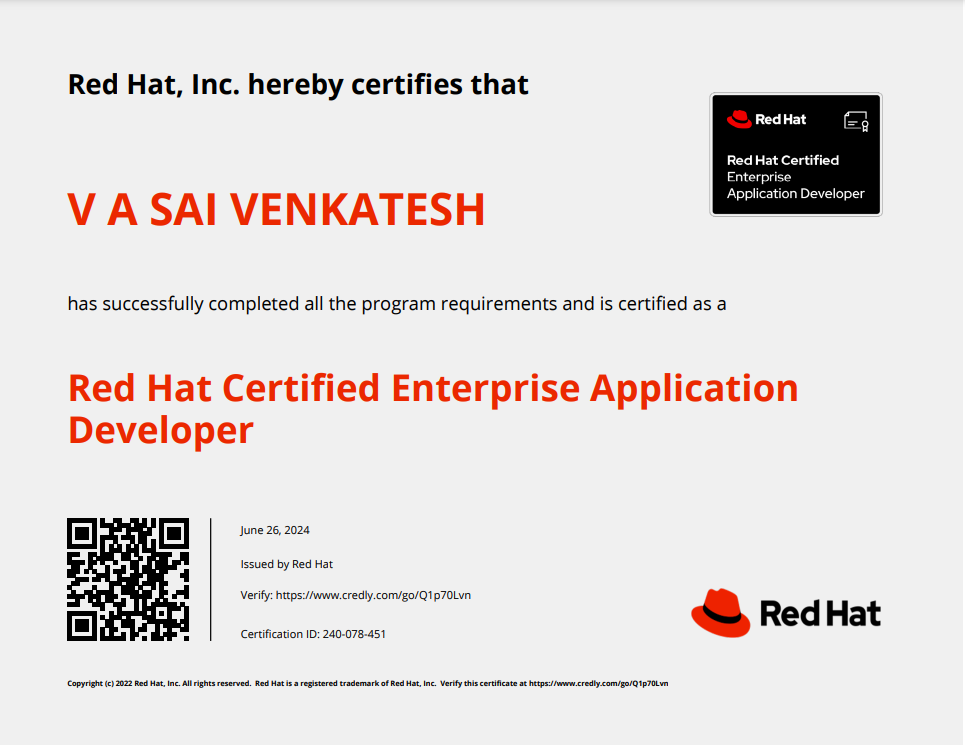 Red Hat, Inc. hereby certifies that
Red Hat
Red Hat Certified
Enterprise
Application Developer
V A SAI VENKATESH
has successfully completed all the program requirements and is certified as a
Red Hat Certified Enterprise Application
Developer
June 26, 2024
Issued by Red Hat
Verify: https://www.credly.com/go/Q1p70Lvn
Certification ID: 240-078-451
Red Hat
Copyright (c) 2022 Red Hat, Inc. All rights reserved.  Red Hat is a registered trademark of Red Hat, Inc.  Verify this certificate at https://www.credly.com/go/Q1p70Lvn